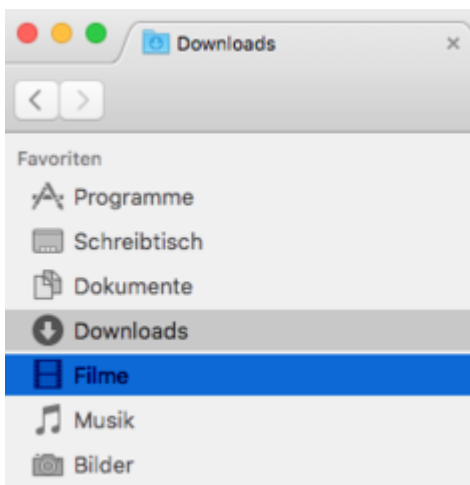 Downloads
Favoriten
Programme
Schreibtisch
Dokumente
Downloads
Filme
Musik
Bilder